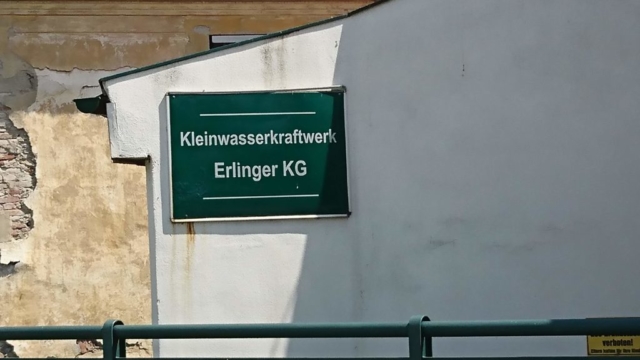 Kleinwasserkraftwerk
Erlinger KG
verboten!